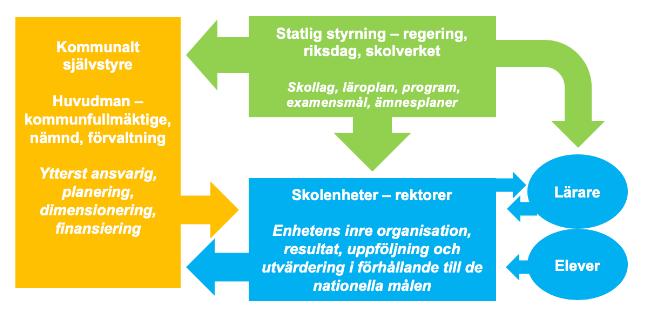 Kommunalt
självstyre
Huvudman –
kommunfullmäktige,
nämnd, förvaltning
Ytterst ansvarig,
planering,
dimensionering,
finansiering
Statlig styrning – regering,
riksdag, skolverket
Skollag, läroplan, program,
examensmål, ämnesplaner
Skolenheter – rektorer
Enhetens inre organisation,
resultat, uppföljning och
utvärdering i förhållande till de
nationella målen
Lärare
Elever